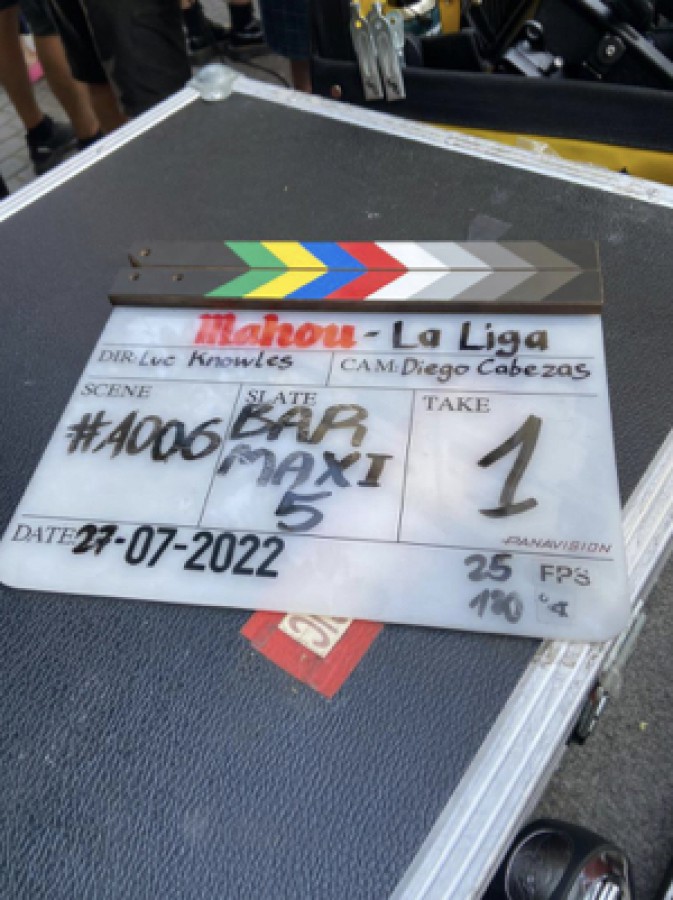 Mahou - La Liga
DIR: Luc Knowles
CAM: Diego Cabezas
SCENE
#A006
SLATE
BAR
MAXI
5
TAKE
1
PANAVISION
DATE: 27-07-2022
25 FPS
180°